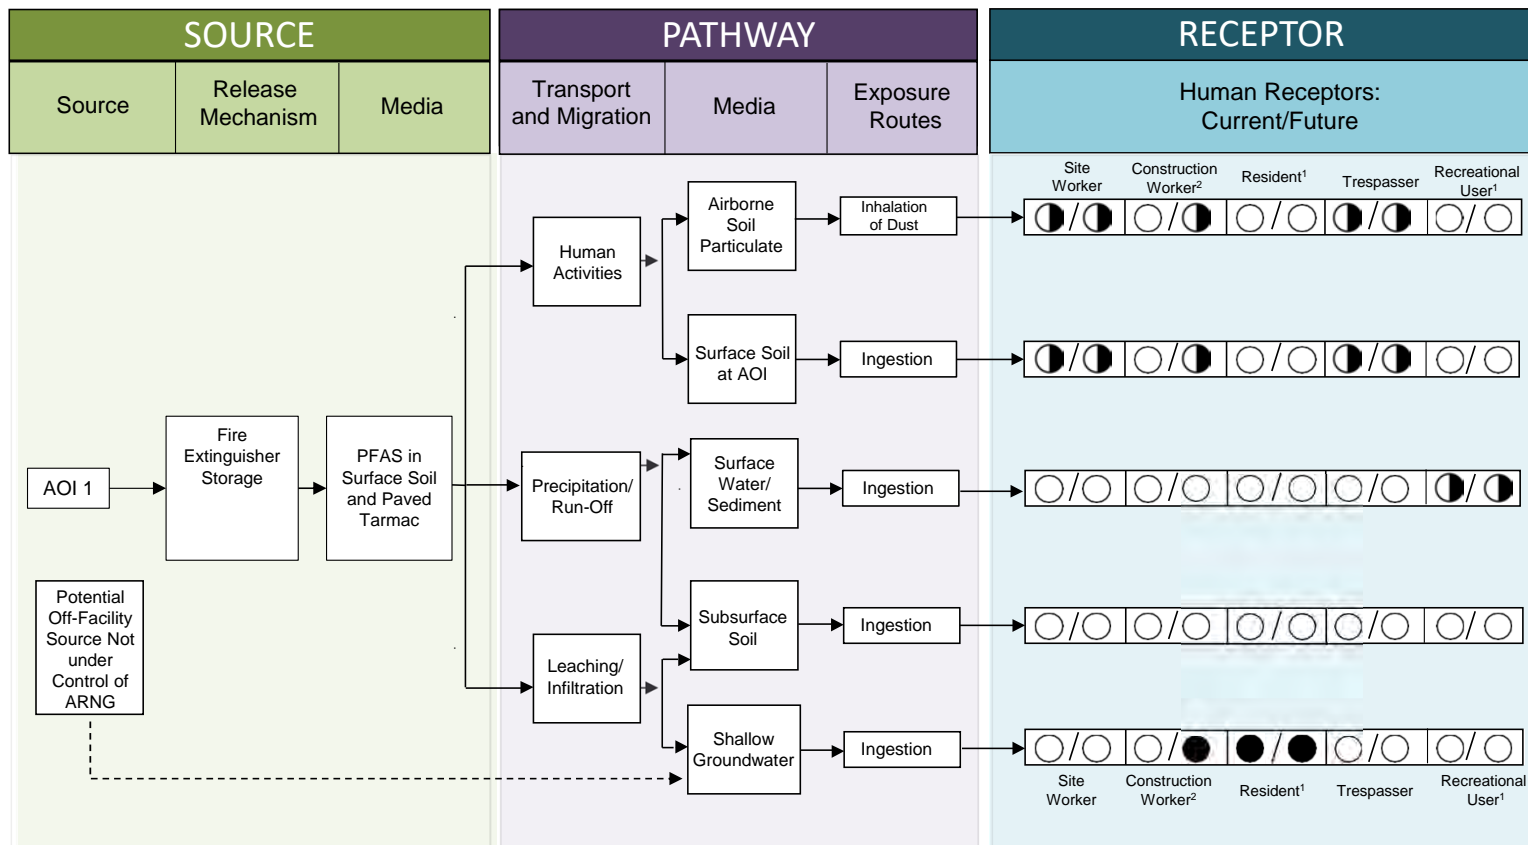 SOURCE
PATHWAY
RECEPTOR
Source
Release
Mechanism
Media
Transport
and Migration
Media
Exposure
Routes
Human Receptors:
Current/Future
Site
Worker
Construction
Worker²
Resident¹
Trespasser
Recreational
User¹
Airborne
Soil
Particulate
Inhalation
of Dust
/ / / / /
Human
Activities
Surface Soil
at AOI
Ingestion
/ / / / /
AOI 1
Fire
Extinguisher
Storage
PFAS in
Surface Soil
and Paved
Tarmac
Precipitation/
Run-Off
Surface
Water/
Sediment
Ingestion
/ / / / /
Potential
Off-Facility
Source Not
under
Control of
ARNG
Leaching/
Infiltration
Subsurface
Soil
Ingestion
/ / / / /
Shallow
Groundwater
Ingestion
/ / / / /
Site
Worker
Construction
Worker²
Resident¹
Trespasser
Recreational
User¹